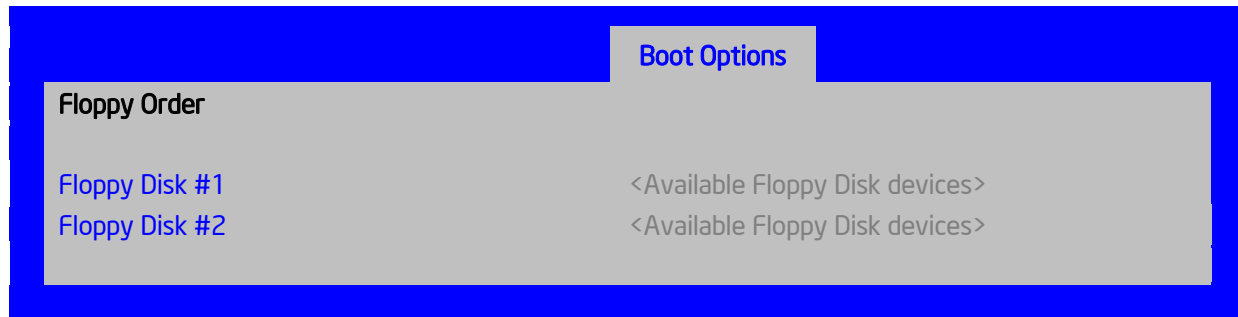 Boot Options
Floppy Order
Floppy Disk #1 <Available Floppy Disk devices>
Floppy Disk #2 <Available Floppy Disk devices>